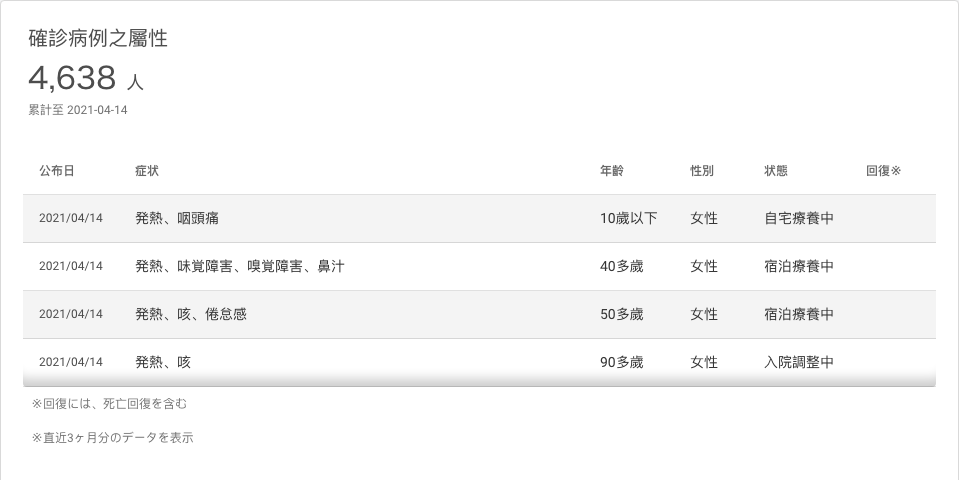 確診病例之屬性
4,638 人
累計至 2021-04-14
公布日 症状 年齢 性別 状態 回復※
2021/04/14 発熱、咽頭痛 10歲以下 女性 自宅療養中
2021/04/14 発熱、味覚障害、嗅覚障害、鼻汁 40多歲 女性 宿泊療養中
2021/04/14 発熱、咳、倦怠感 50多歲 女性 宿泊療養中
2021/04/14 発熱、咳 90多歲 女性 入院調整中
※回復には、死亡回復を含む
※直近3ヶ月分のデータを表示